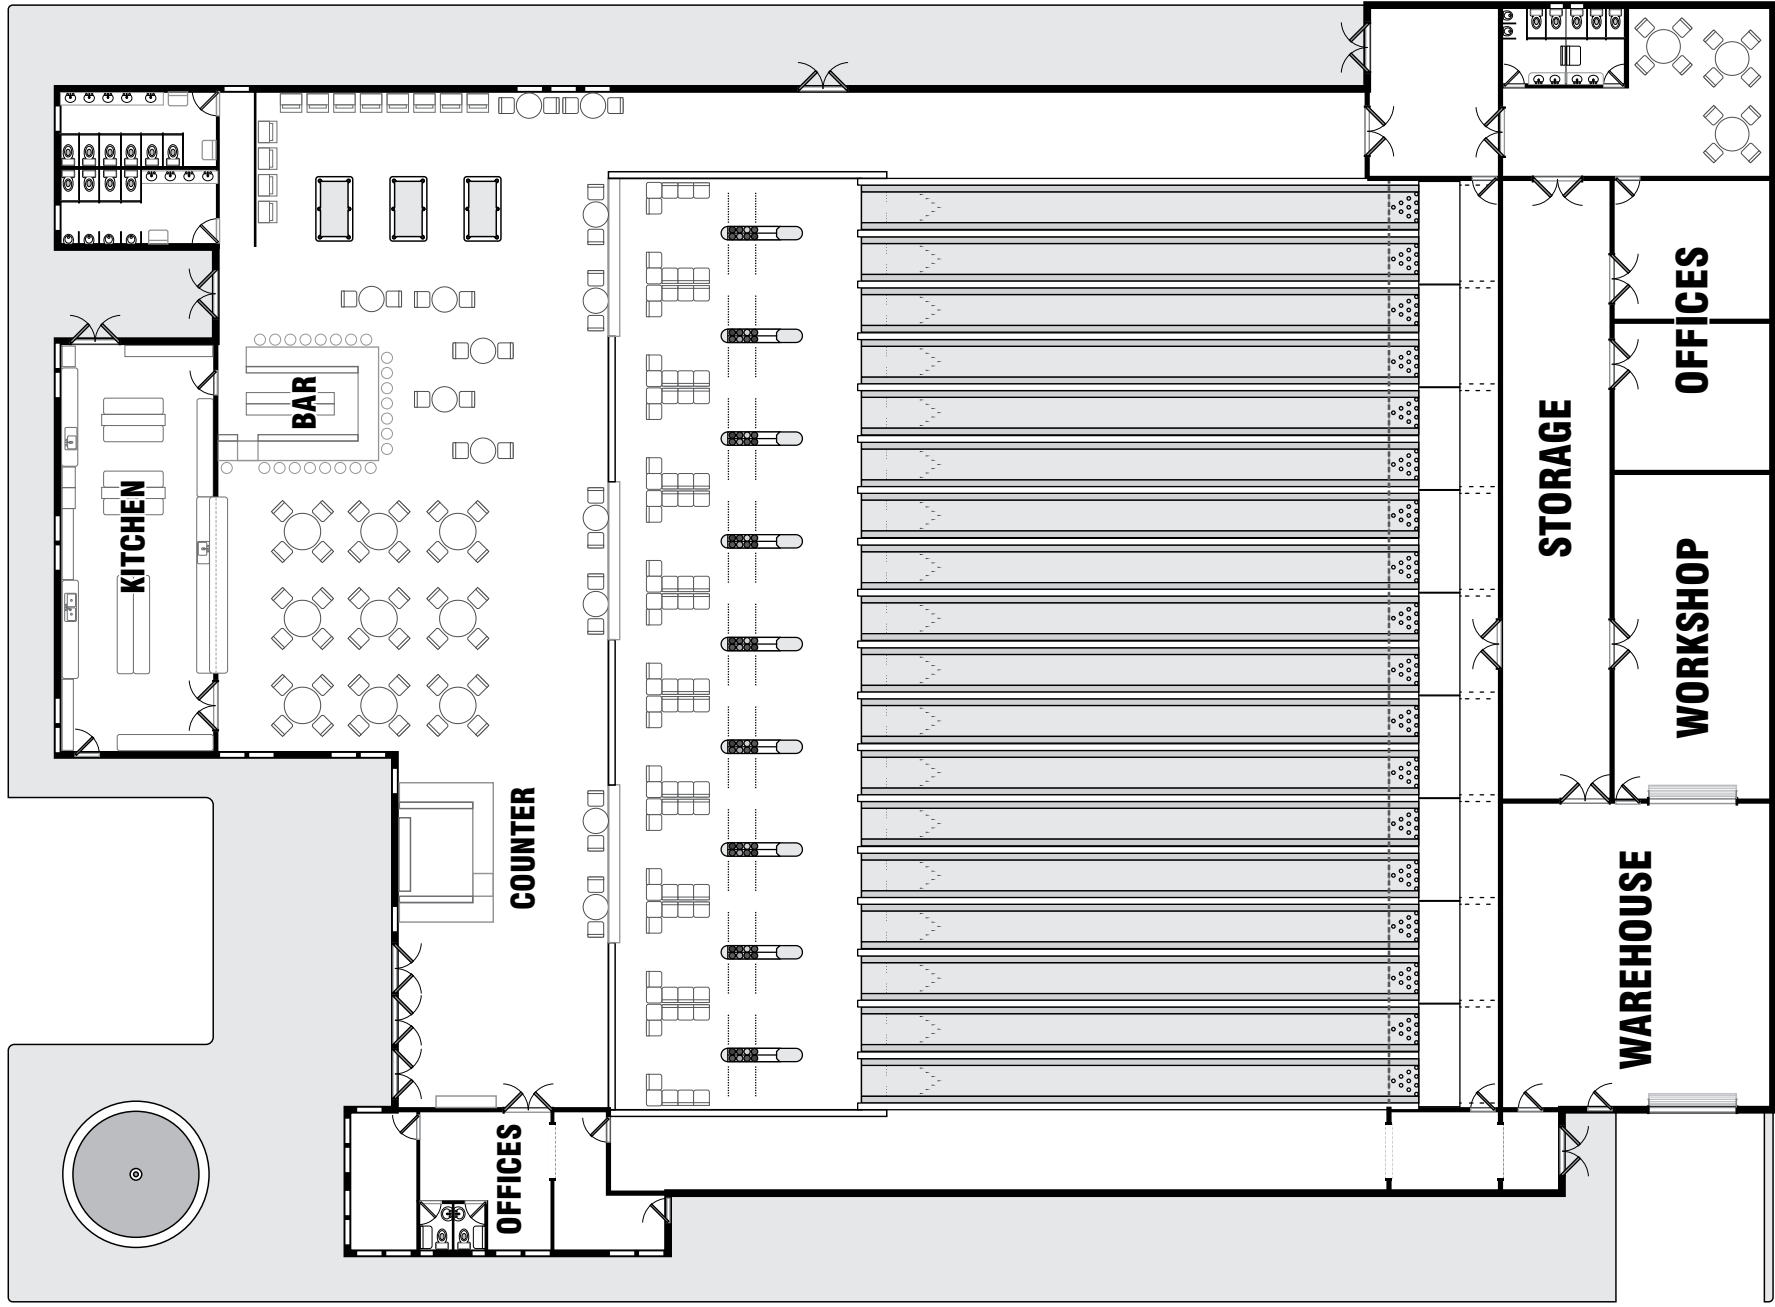 OFFICES
BAR
STORAGE
KITCHEN
WORKSHOP
COUNTER
WAREHOUSE
OFFICES